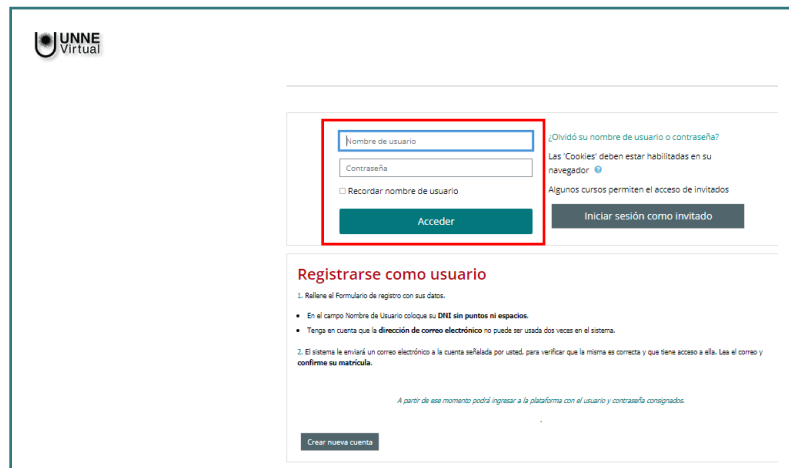 UNNE
Virtual
Nombre de usuario
Contraseña
Recordar nombre de usuario
Acceder
¿Olvidó su nombre de usuario o contraseña?
Las 'Cookies' deben estar habilitadas en su
navegador
Algunos cursos permiten el acceso de invitados
Iniciar sesión como invitado
Registrarse como usuario
1. Rellene el Formulario de registro con sus datos.
• En el campo Nombre de Usuario coloque su DNI sin puntos ni espacios.
• Tenga en cuenta que la dirección de correo electrónico no puede ser usada dos veces en el sistema.
2. El sistema le enviará un correo electrónico a la cuenta señalada por usted, para verificar que la misma es correcta y que tiene acceso a ella. Lea el correo y
confirme su matrícula.
A partir de ese momento podrá ingresar a la plataforma con el usuario y contraseña consignados.
.
Crear nueva cuenta